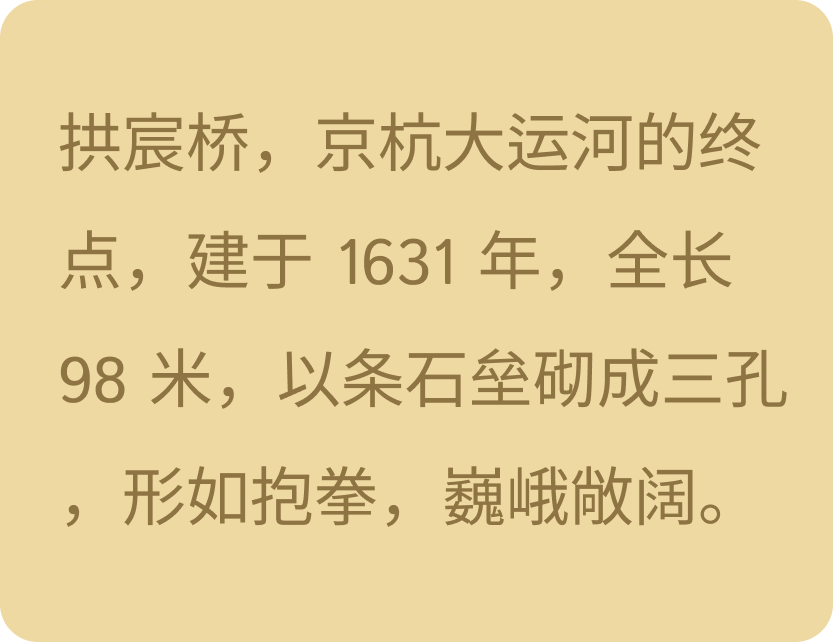 拱宸桥，京杭大运河的终
点，建于 1631 年，全长
98 米，以条石垒砌成三孔
，形如抱拳，巍峨敞阔。